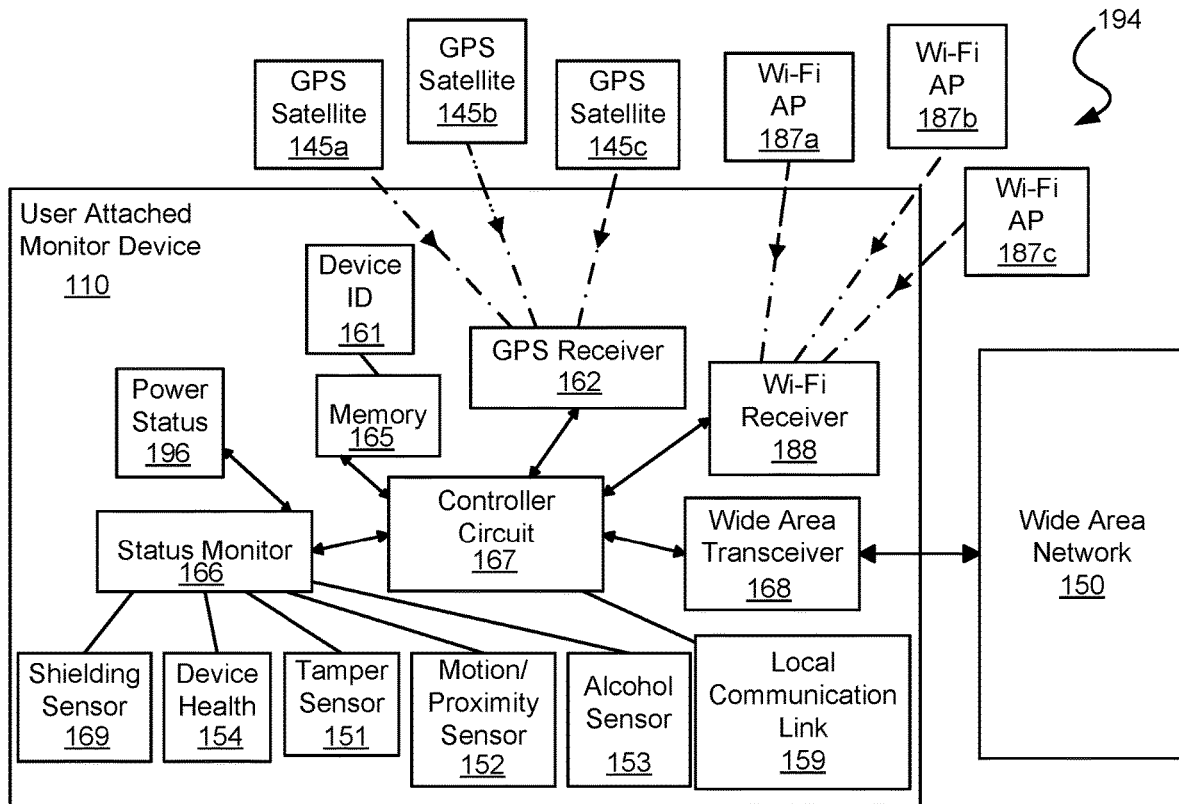 194
GPS
Satellite
145a
GPS
Satellite
145b
GPS
Satellite
145c
Wi-Fi
AP
187a
Wi-Fi
AP
187b
Wi-Fi
AP
187c
User Attached
Monitor Device
110
Device
ID
161
GPS Receiver
162
Wi-Fi
Receiver
188
Power
Status
196
Memory
165
Controller
Circuit
167
Wide Area
Transceiver
168
Wide Area
Network
150
Status Monitor
166
Shielding
Sensor
169
Device
Health
154
Tamper
Sensor
151
Motion/
Proximity
Sensor
152
Alcohol
Sensor
153
Local
Communication
Link
159